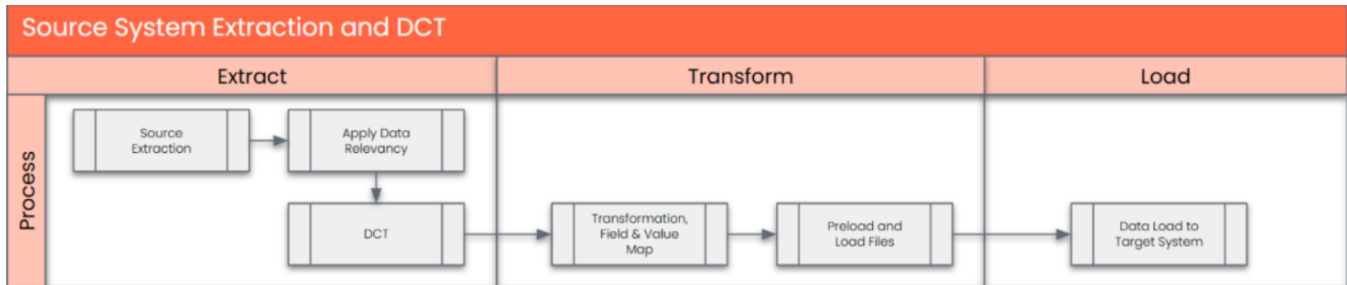 Source System Extraction and DCT
Extract
Transform
Load
Process
Source
Extraction
Apply Data
Relevancy
DCT
Transformation,
Field & Value
Map
Preload and
Load Files
Data Load to
Target System